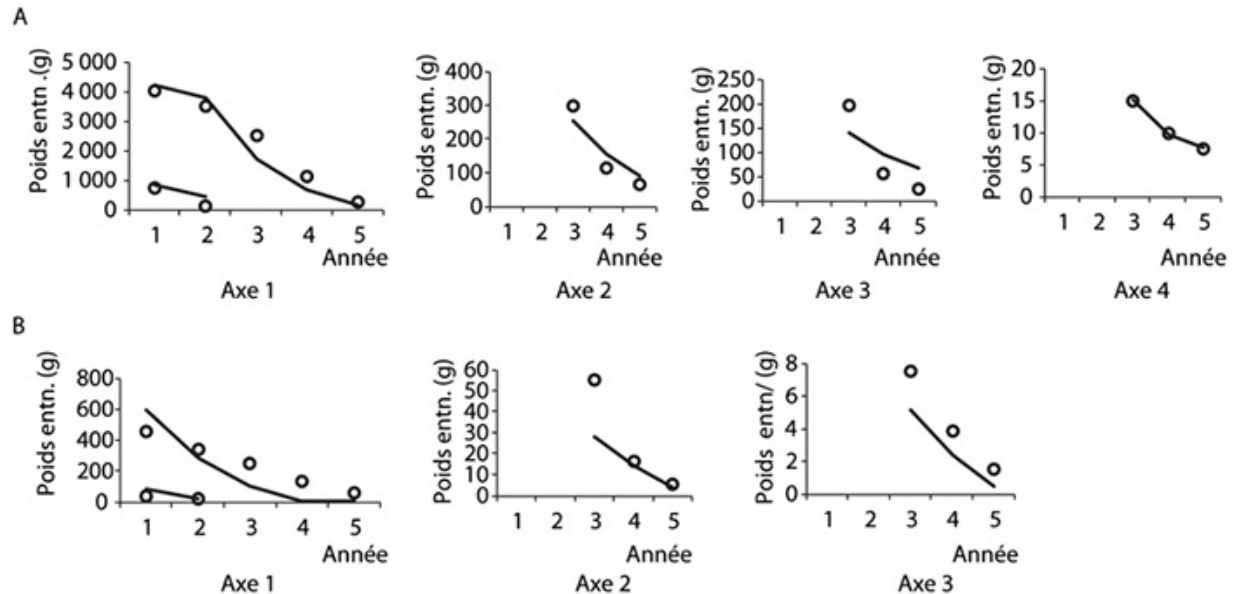 A
Poids entn .(g)
5 000
4 000
3 000
2 000
1 000
0
1 2 3 4 5
Année
Axe 1
Poids entn. (g)
400
300
200
100
0
1 2 3 4 5
Année
Axe 2
Poids entn. (g)
250
200
150
100
50
0
1 2 3 4 5
Année
Axe 3
Poids entn. (g)
20
15
10
5
0
1 2 3 4 5
Année
Axe 4
B
Poids entn. (g)
800
600
400
200
0
1 2 3 4 5
Année
Axe 1
Poids entn. (g)
60
50
40
30
20
10
0
1 2 3 4 5
Année
Axe 2
Poids entn/ (g)
8
6
4
2
0
1 2 3 4 5
Année
Axe 3